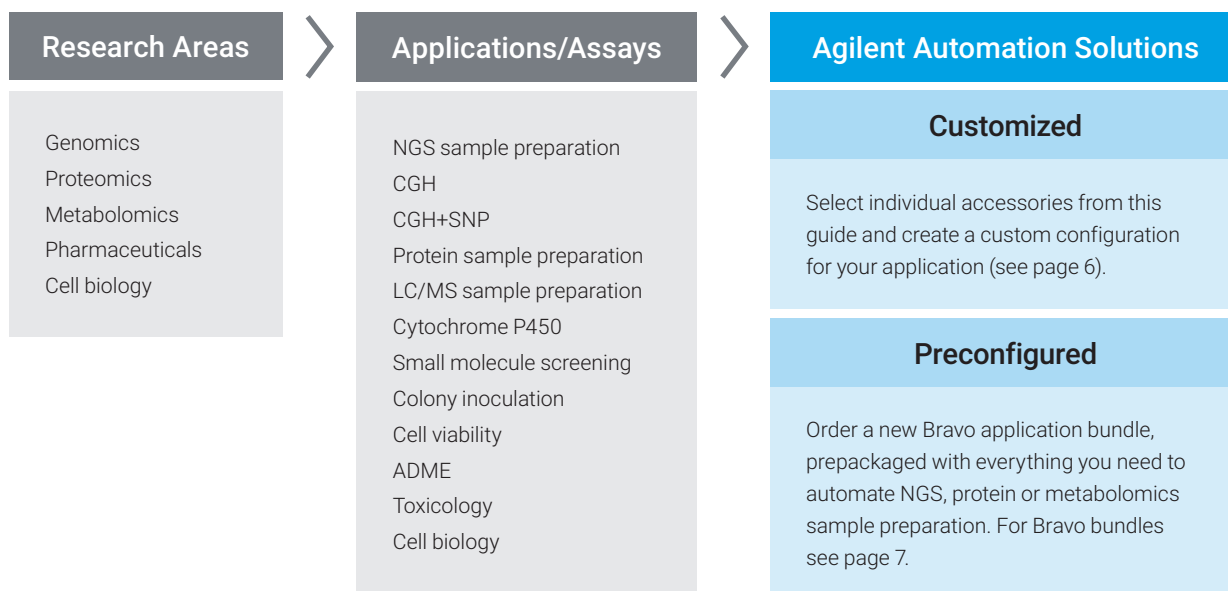 Research Areas
Genomics
Proteomics
Metabolomics
Pharmaceuticals
Cell biology
Applications/Assays
NGS sample preparation
CGH
CGH+SNP
Protein sample preparation
LC/MS sample preparation
Cytochrome P450
Small molecule screening
Colony inoculation
Cell viability
ADME
Toxicology
Cell biology
Agilent Automation Solutions
Customized
Select individual accessories from this
guide and create a custom configuration
for your application (see page 6).
Preconfigured
Order a new Bravo application bundle,
prepackaged with everything you need to
automate NGS, protein or metabolomics
sample preparation. For Bravo bundles
see page 7.